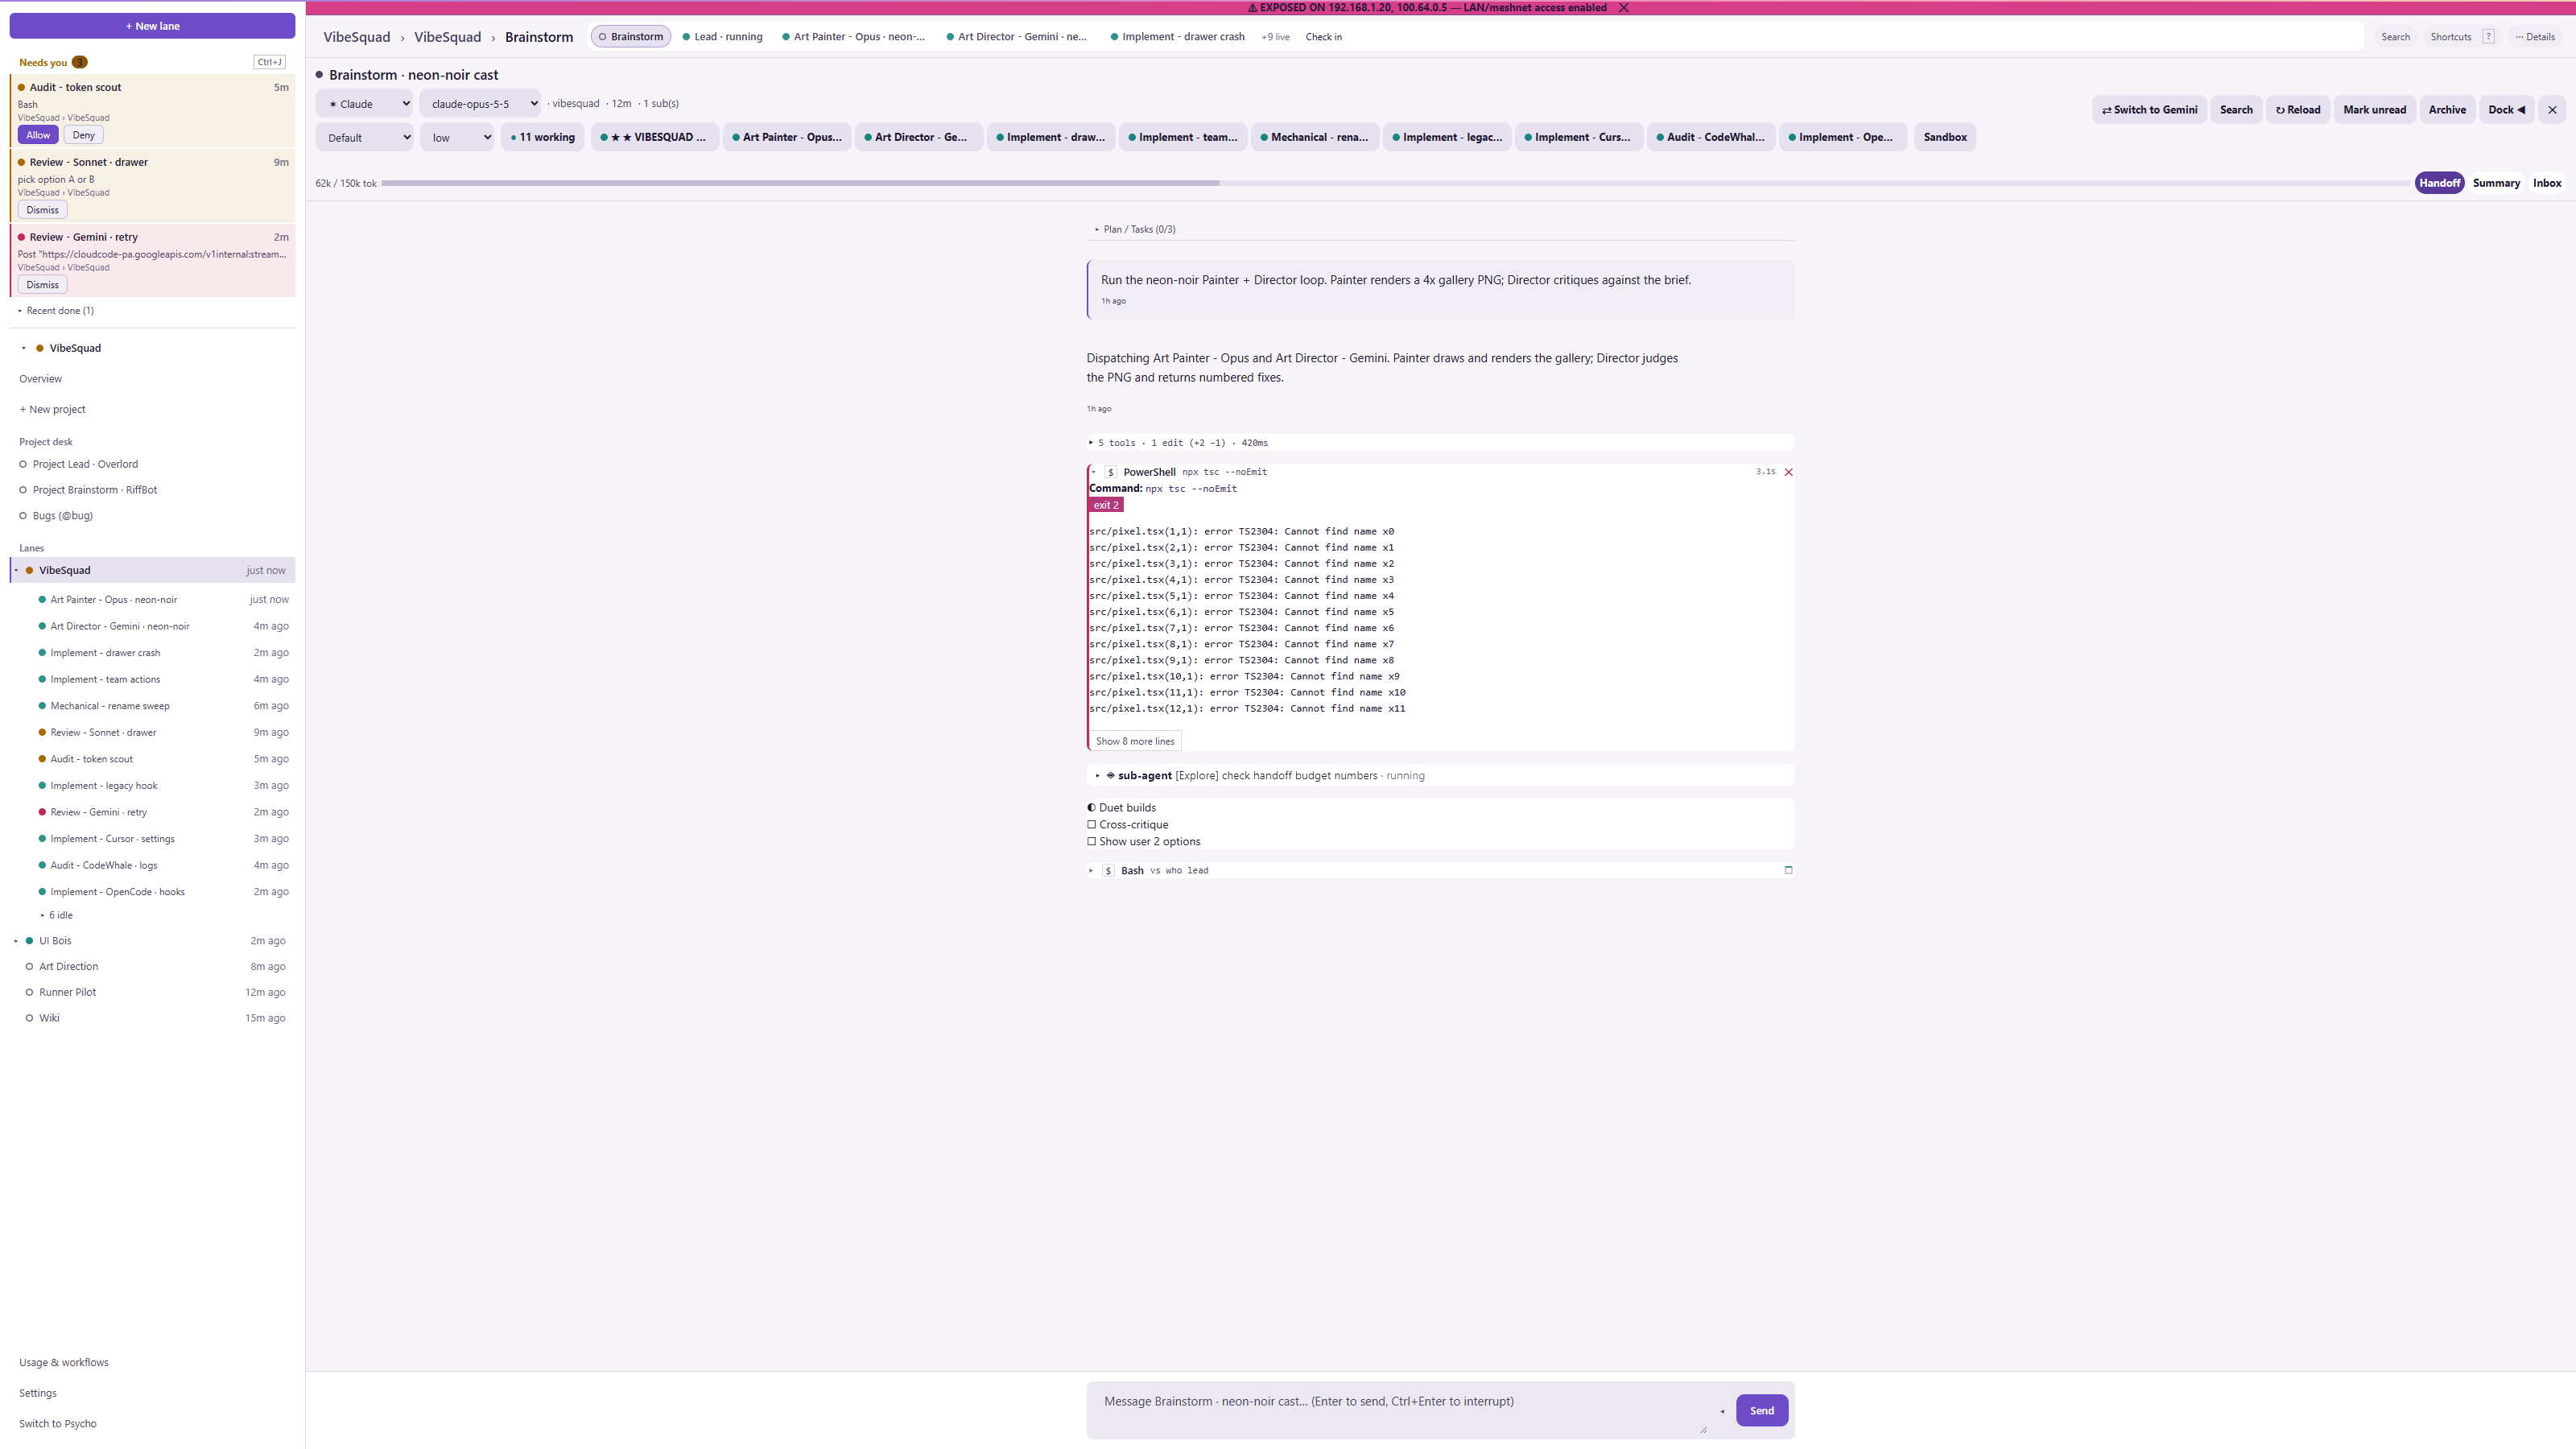 ⚠ EXPOSED ON 192.168.1.20, 100.64.0.5 — LAN/meshnet access enabled
+ New lane
Needs you 3 Ctrl+J
Audit - token scout 5m
Bash
VibeSquad › VibeSquad
Allow Deny
Review - Sonnet · drawer 9m
pick option A or B
VibeSquad › VibeSquad
Dismiss
Review - Gemini · retry 2m
Post "https://cloudcode-pa.googleapis.com/v1internal:stream...
VibeSquad › VibeSquad
Dismiss
Recent done (1)
VibeSquad
Overview
+ New project
Project desk
Project Lead · Overlord
Project Brainstorm · RiffBot
Bugs (@bug)
Lanes
VibeSquad just now
Art Painter - Opus · neon-noir just now
Art Director - Gemini · neon-noir 4m ago
Implement - drawer crash 2m ago
Implement - team actions 4m ago
Mechanical - rename sweep 6m ago
Review - Sonnet · drawer 9m ago
Audit - token scout 5m ago
Implement - legacy hook 3m ago
Review - Gemini · retry 2m ago
Implement - Cursor · settings 3m ago
Audit - CodeWhale · logs 4m ago
Implement - OpenCode · hooks 2m ago
6 idle
UI Bois 2m ago
Art Direction 8m ago
Runner Pilot 12m ago
Wiki 15m ago
Usage & workflows
Settings
Switch to Psycho
VibeSquad › VibeSquad › Brainstorm Brainstorm Lead · running Art Painter - Opus · neon-... Art Director - Gemini · ne... Implement - drawer crash +9 live Check in Search Shortcuts ? ··· Details
Brainstorm · neon-noir cast
✶ Claude claude-opus-5-5 · vibesquad · 12m · 1 sub(s) ⇄ Switch to Gemini Search ↻ Reload Mark unread Archive Dock ◀ ✕
Default low 11 working ★ ★ VIBESQUAD ... Art Painter - Opus... Art Director - Ge... Implement - draw... Implement - team... Mechanical - rena... Implement - legac... Implement - Curs... Audit - CodeWhal... Implement - Ope... Sandbox
62k / 150k tok Handoff Summary Inbox
Plan / Tasks (0/3)
Run the neon-noir Painter + Director loop. Painter renders a 4x gallery PNG; Director critiques against the brief.
1h ago
Dispatching Art Painter - Opus and Art Director - Gemini. Painter draws and renders the gallery; Director judges
the PNG and returns numbered fixes.
1h ago
5 tools · 1 edit (+2 −1) · 420ms
$ PowerShell npx tsc --noEmit 3.1s
Command: npx tsc --noEmit
exit 2
src/pixel.tsx(1,1): error TS2304: Cannot find name x0
src/pixel.tsx(2,1): error TS2304: Cannot find name x1
src/pixel.tsx(3,1): error TS2304: Cannot find name x2
src/pixel.tsx(4,1): error TS2304: Cannot find name x3
src/pixel.tsx(5,1): error TS2304: Cannot find name x4
src/pixel.tsx(6,1): error TS2304: Cannot find name x5
src/pixel.tsx(7,1): error TS2304: Cannot find name x6
src/pixel.tsx(8,1): error TS2304: Cannot find name x7
src/pixel.tsx(9,1): error TS2304: Cannot find name x8
src/pixel.tsx(10,1): error TS2304: Cannot find name x9
src/pixel.tsx(11,1): error TS2304: Cannot find name x10
src/pixel.tsx(12,1): error TS2304: Cannot find name x11
Show 8 more lines
sub-agent [Explore] check handoff budget numbers · running
◐ Duet builds
☐ Cross-critique
☐ Show user 2 options
$ Bash vs who lead
Message Brainstorm · neon-noir cast... (Enter to send, Ctrl+Enter to interrupt) Send